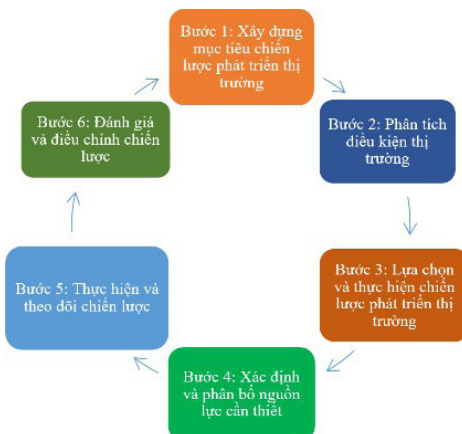 Bước 1: Xây dựng
mục tiêu chiến
lược phát triển thị
trường
Bước 2: Phân tích
điều kiện thị
trường
Bước 3: Lựa chọn
và thực hiện chiến
lược phát triển thị
trường
Bước 4: Xác định
và phân bổ nguồn
lực cần thiết
Bước 5: Thực hiện và
theo dõi chiến lược
Bước 6: Đánh giá
và điều chỉnh chiến
lược